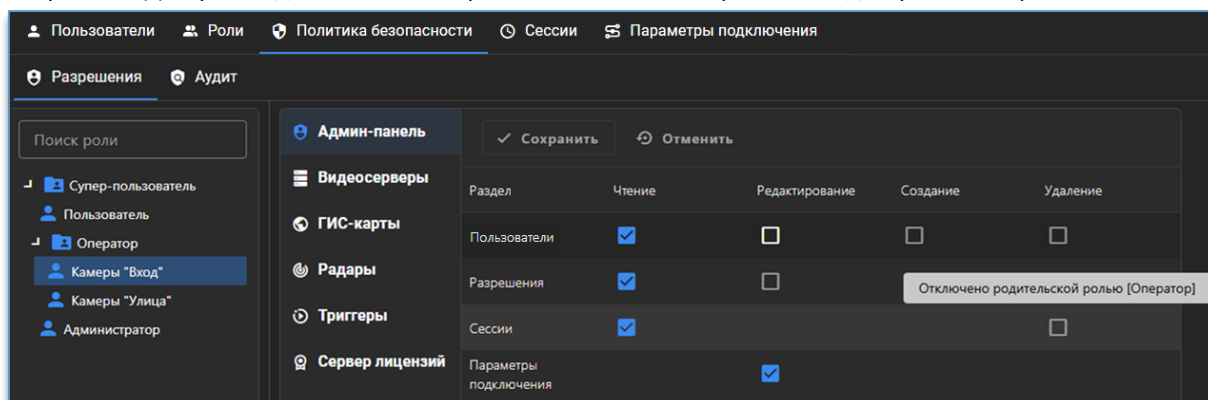 Пользователи Роли Политика безопасности Сессии Параметры подключения
Разрешения Аудит
Поиск роли
Супер-пользователь
Пользователь
Оператор
Камеры "Вход"
Камеры "Улица"
Администратор
Админ-панель
Видеосерверы
ГИС-карты
Радары
Триггеры
Сервер лицензий
Сохранить Отменить
Раздел Чтение Редактирование Создание Удаление
Пользователи
Разрешения
Отключено родительской ролью [Оператор]
Сессии
Параметры
подключения